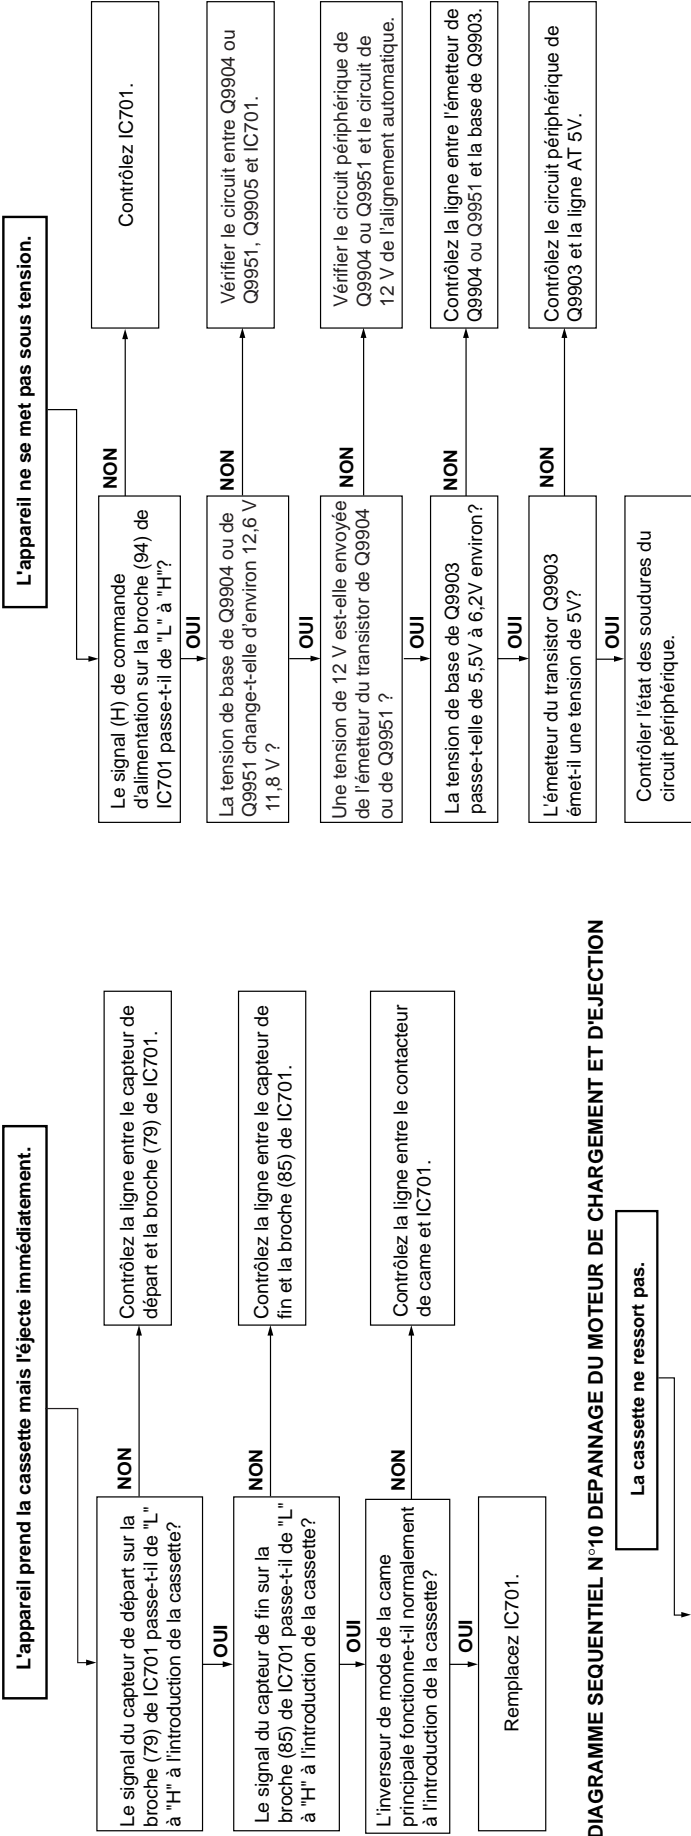 L'appareil prend la cassette mais l'éjecte immédiatement.
Le signal du capteur de départ sur la
broche (79) de IC701 passe-t-il de "L"
à "H" à l'introduction de la cassette?
NON
Contrôlez la ligne entre le capteur de
départ et la broche (79) de IC701.
OUI
Le signal du capteur de fin sur la
broche (85) de IC701 passe-t-il de "L"
à "H" à l'introduction de la cassette?
NON
Contrôlez la ligne entre le capteur de
fin et la broche (85) de IC701.
OUI
L'inverseur de mode de la came
principale fonctionne-t-il normalement
à l'introduction de la cassette?
NON
Contrôlez la ligne entre le contacteur
de came et IC701.
OUI
Remplacez IC701.
DIAGRAMME SEQUENTIEL N°10 DEPANNAGE DU MOTEUR DE CHARGEMENT ET D'EJECTION
La cassette ne ressort pas.
L'appareil ne se met pas sous tension.
Le signal (H) de commande
d'alimentation sur la broche (94) de
IC701 passe-t-il de "L" à "H"?
NON
Contrôlez IC701.
OUI
La tension de base de Q9904 ou de
Q9951 change-t-elle d'environ 12,6 V
11,8 V ?
NON
Vérifier le circuit entre Q9904 ou
Q9951, Q9905 et IC701.
OUI
Une tension de 12 V est-elle envoyée
de l'émetteur du transistor de Q9904
ou de Q9951 ?
NON
Vérifier le circuit périphérique de
Q9904 ou Q9951 et le circuit de
12 V de l'alignement automatique.
OUI
La tension de base de Q9903
passe-t-elle de 5,5V à 6,2V environ?
NON
Contrôlez la ligne entre l'émetteur de
Q9904 ou Q9951 et la base de Q9903.
OUI
L'émetteur du transistor Q9903
émet-il une tension de 5V?
NON
Contrôlez le circuit périphérique de
Q9903 et la ligne AT 5V.
OUI
Contrôler l'état des soudures du
circuit périphérique.